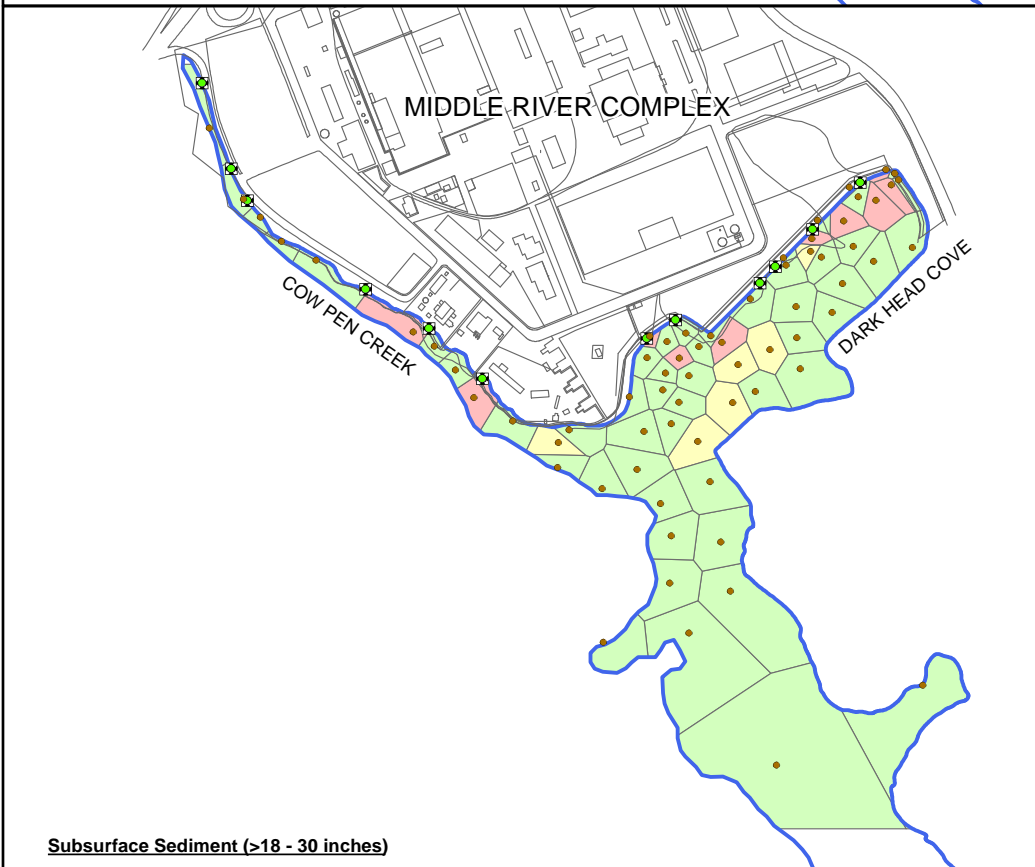 MIDDLE RIVER COMPLEX
COW PEN CREEK
DARK HEAD COVE
Subsurface Sediment (>18 - 30 inches)